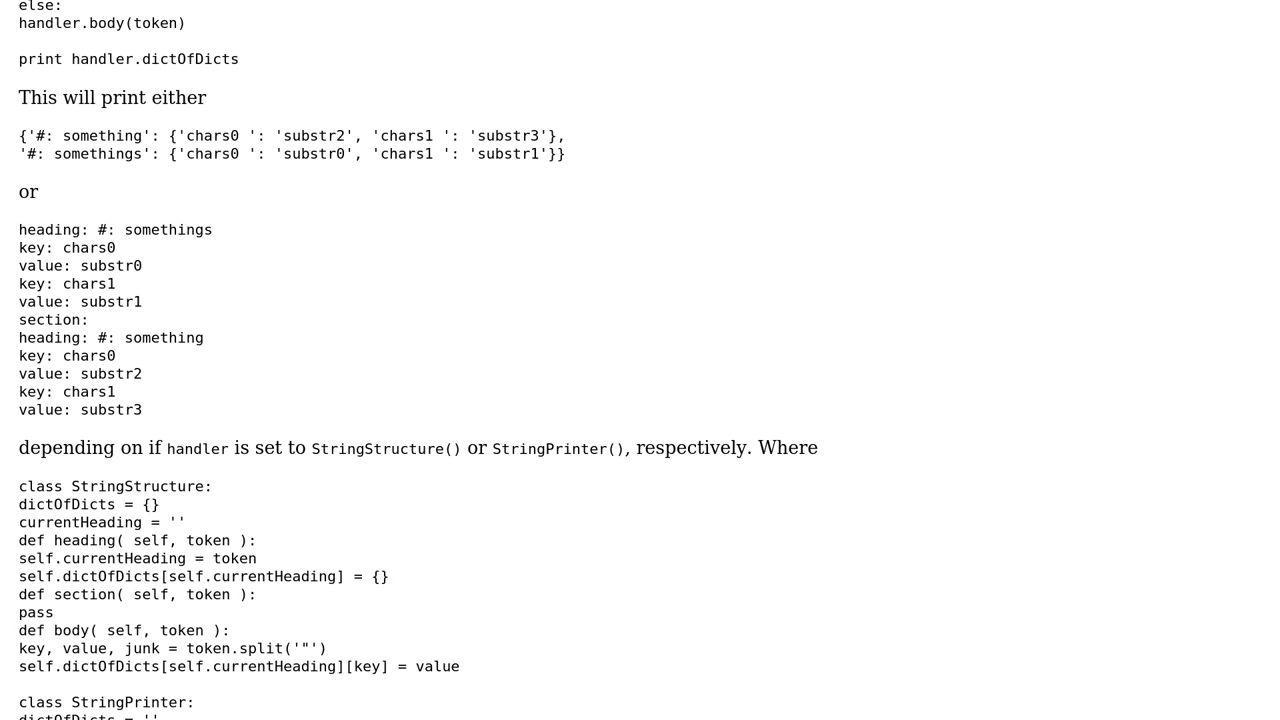 else:
handler.body(token)
print handler.dictOfDicts
This will print either
{'#: something': {'chars0 ': 'substr2', 'chars1 ': 'substr3'},
'#: somethings': {'chars0 ': 'substr0', 'chars1 ': 'substr1'}}
or
heading: #: somethings
key: chars0
value: substr0
key: chars1
value: substr1
section:
heading: #: something
key: chars0
value: substr2
key: chars1
value: substr3
depending on if handler is set to StringStructure() or StringPrinter(), respectively. Where
class StringStructure:
dictOfDicts = {}
currentHeading = ''
def heading( self, token ):
self.currentHeading = token
self.dictOfDicts[self.currentHeading] = {}
def section( self, token ):
pass
def body( self, token ):
key, value, junk = token.split('"')
self.dictOfDicts[self.currentHeading][key] = value
class StringPrinter:
dictOfDicts = ''